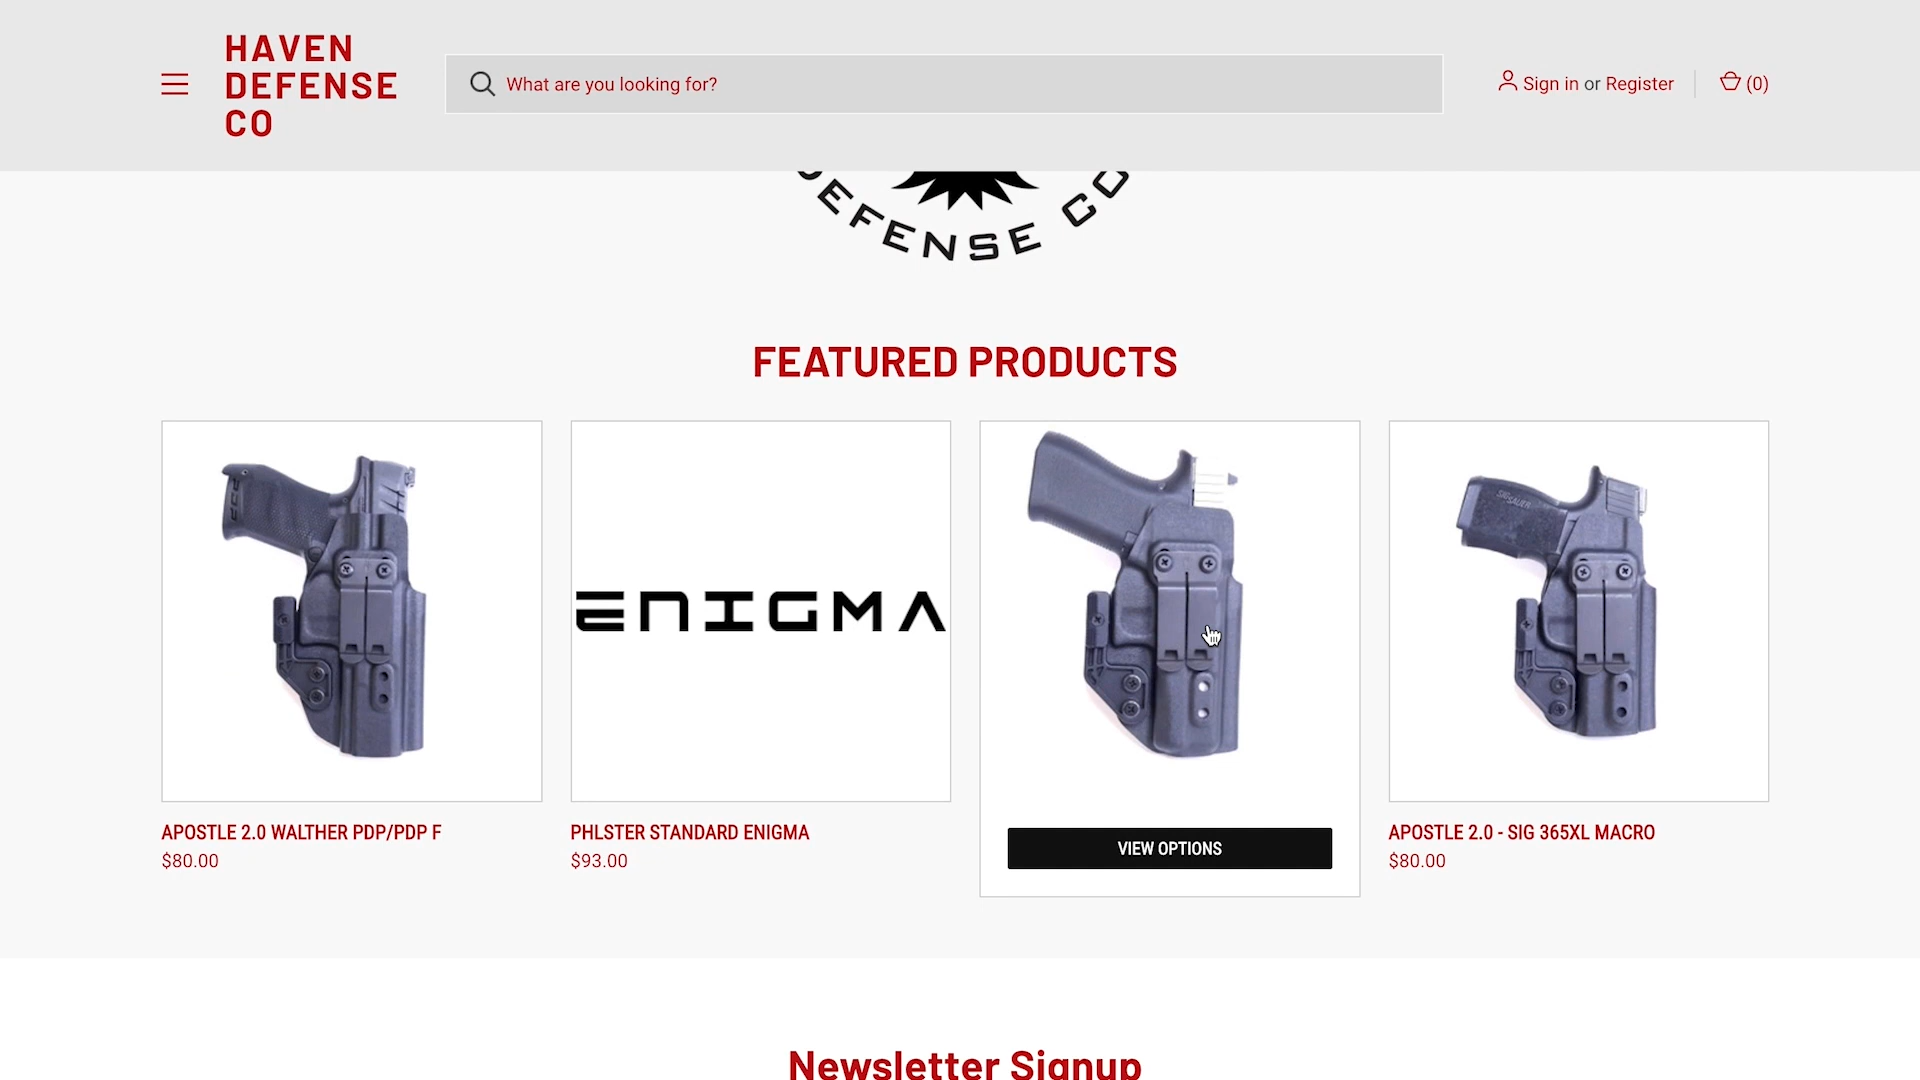 HAVEN
DEFENSE
CO
What are you looking for?
Sign in or Register
(0)
DEFENSE CO
FEATURED PRODUCTS
ENIGMA
SIG SAUER
APOSTLE 2.0 WALTHER PDP/PDP F
$80.00
PHLSTER STANDARD ENIGMA
$93.00
VIEW OPTIONS
APOSTLE 2.0 - SIG 365XL MACRO
$80.00
Newsletter Signup